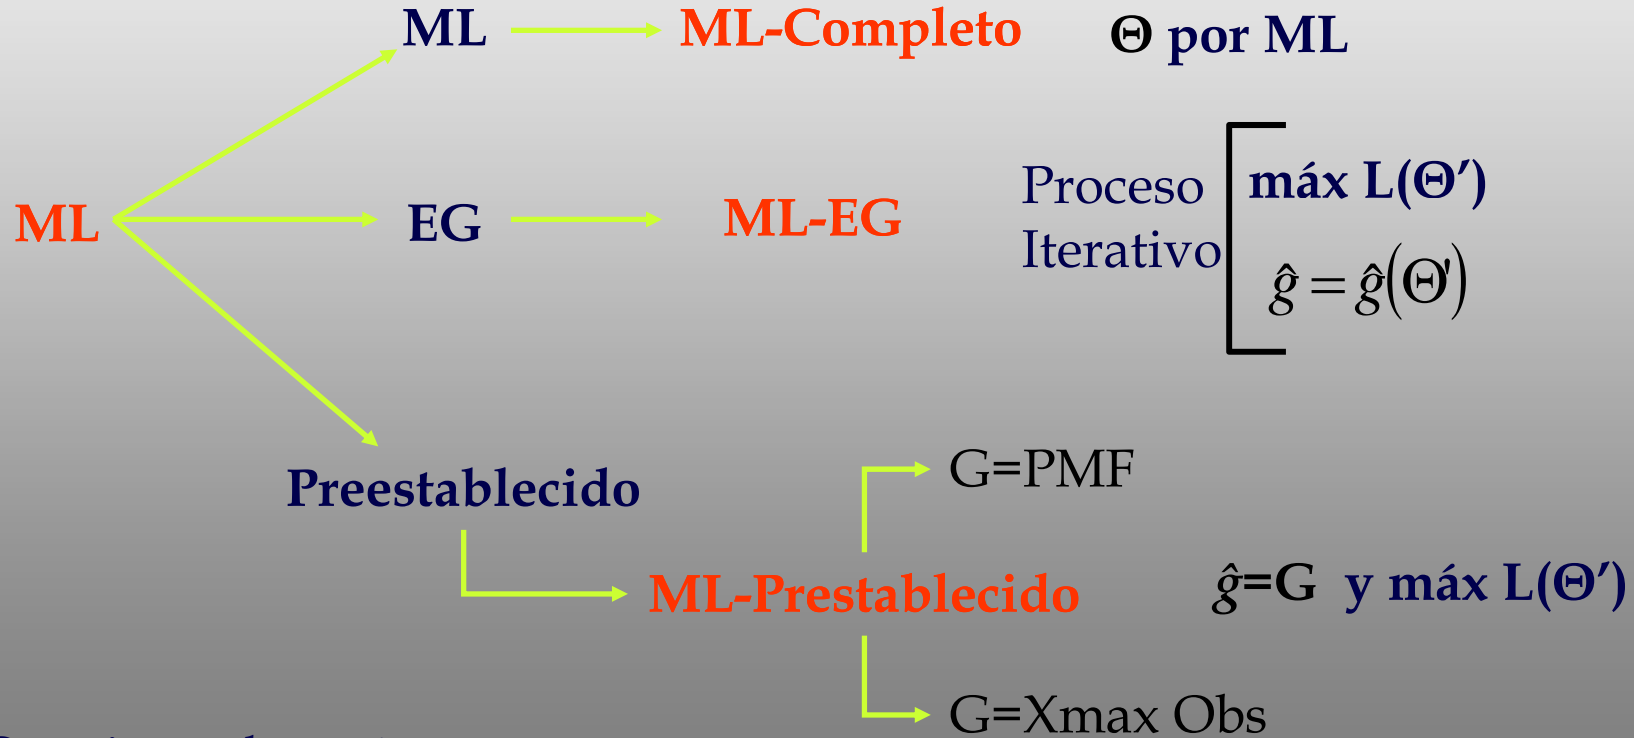 ML
ML-Completo
Θ por ML
ML
EG
ML-EG
Proceso
Iterativo
máx L(Θ’)
ĝ = ĝ(Θ')
Preestablecido
G=PMF
ML-Prestablecido
ĝ=G y máx L(Θ’)
G=Xmax Obs